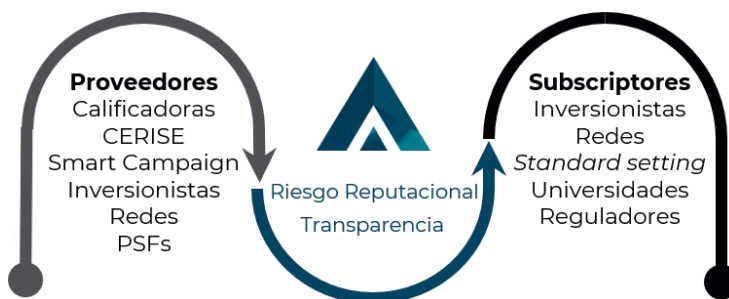 Proveedores
Calificadoras
CERISE
Smart Campaign
Inversionistas
Redes
PSFs
Riesgo Reputacional
Transparencia
Subscriptores
Inversionistas
Redes
Standard setting
Universidades
Reguladores